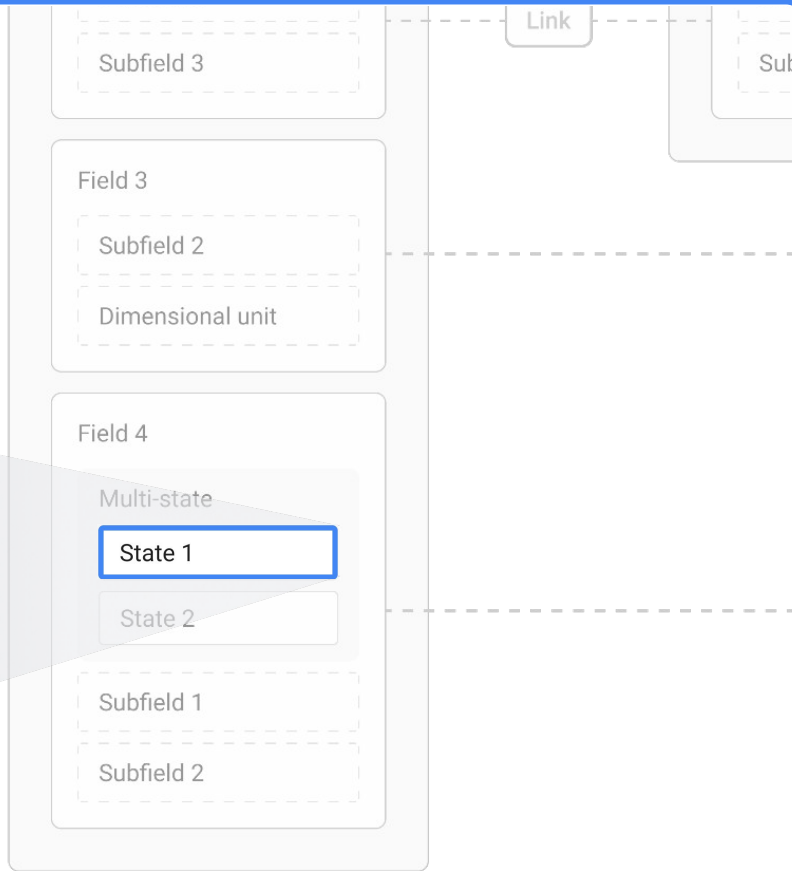 Link
Subfield 3
Sub
Field 3
Subfield 2
Dimensional unit
Field 4
Multi-state
State 1
State 2
Subfield 1
Subfield 2